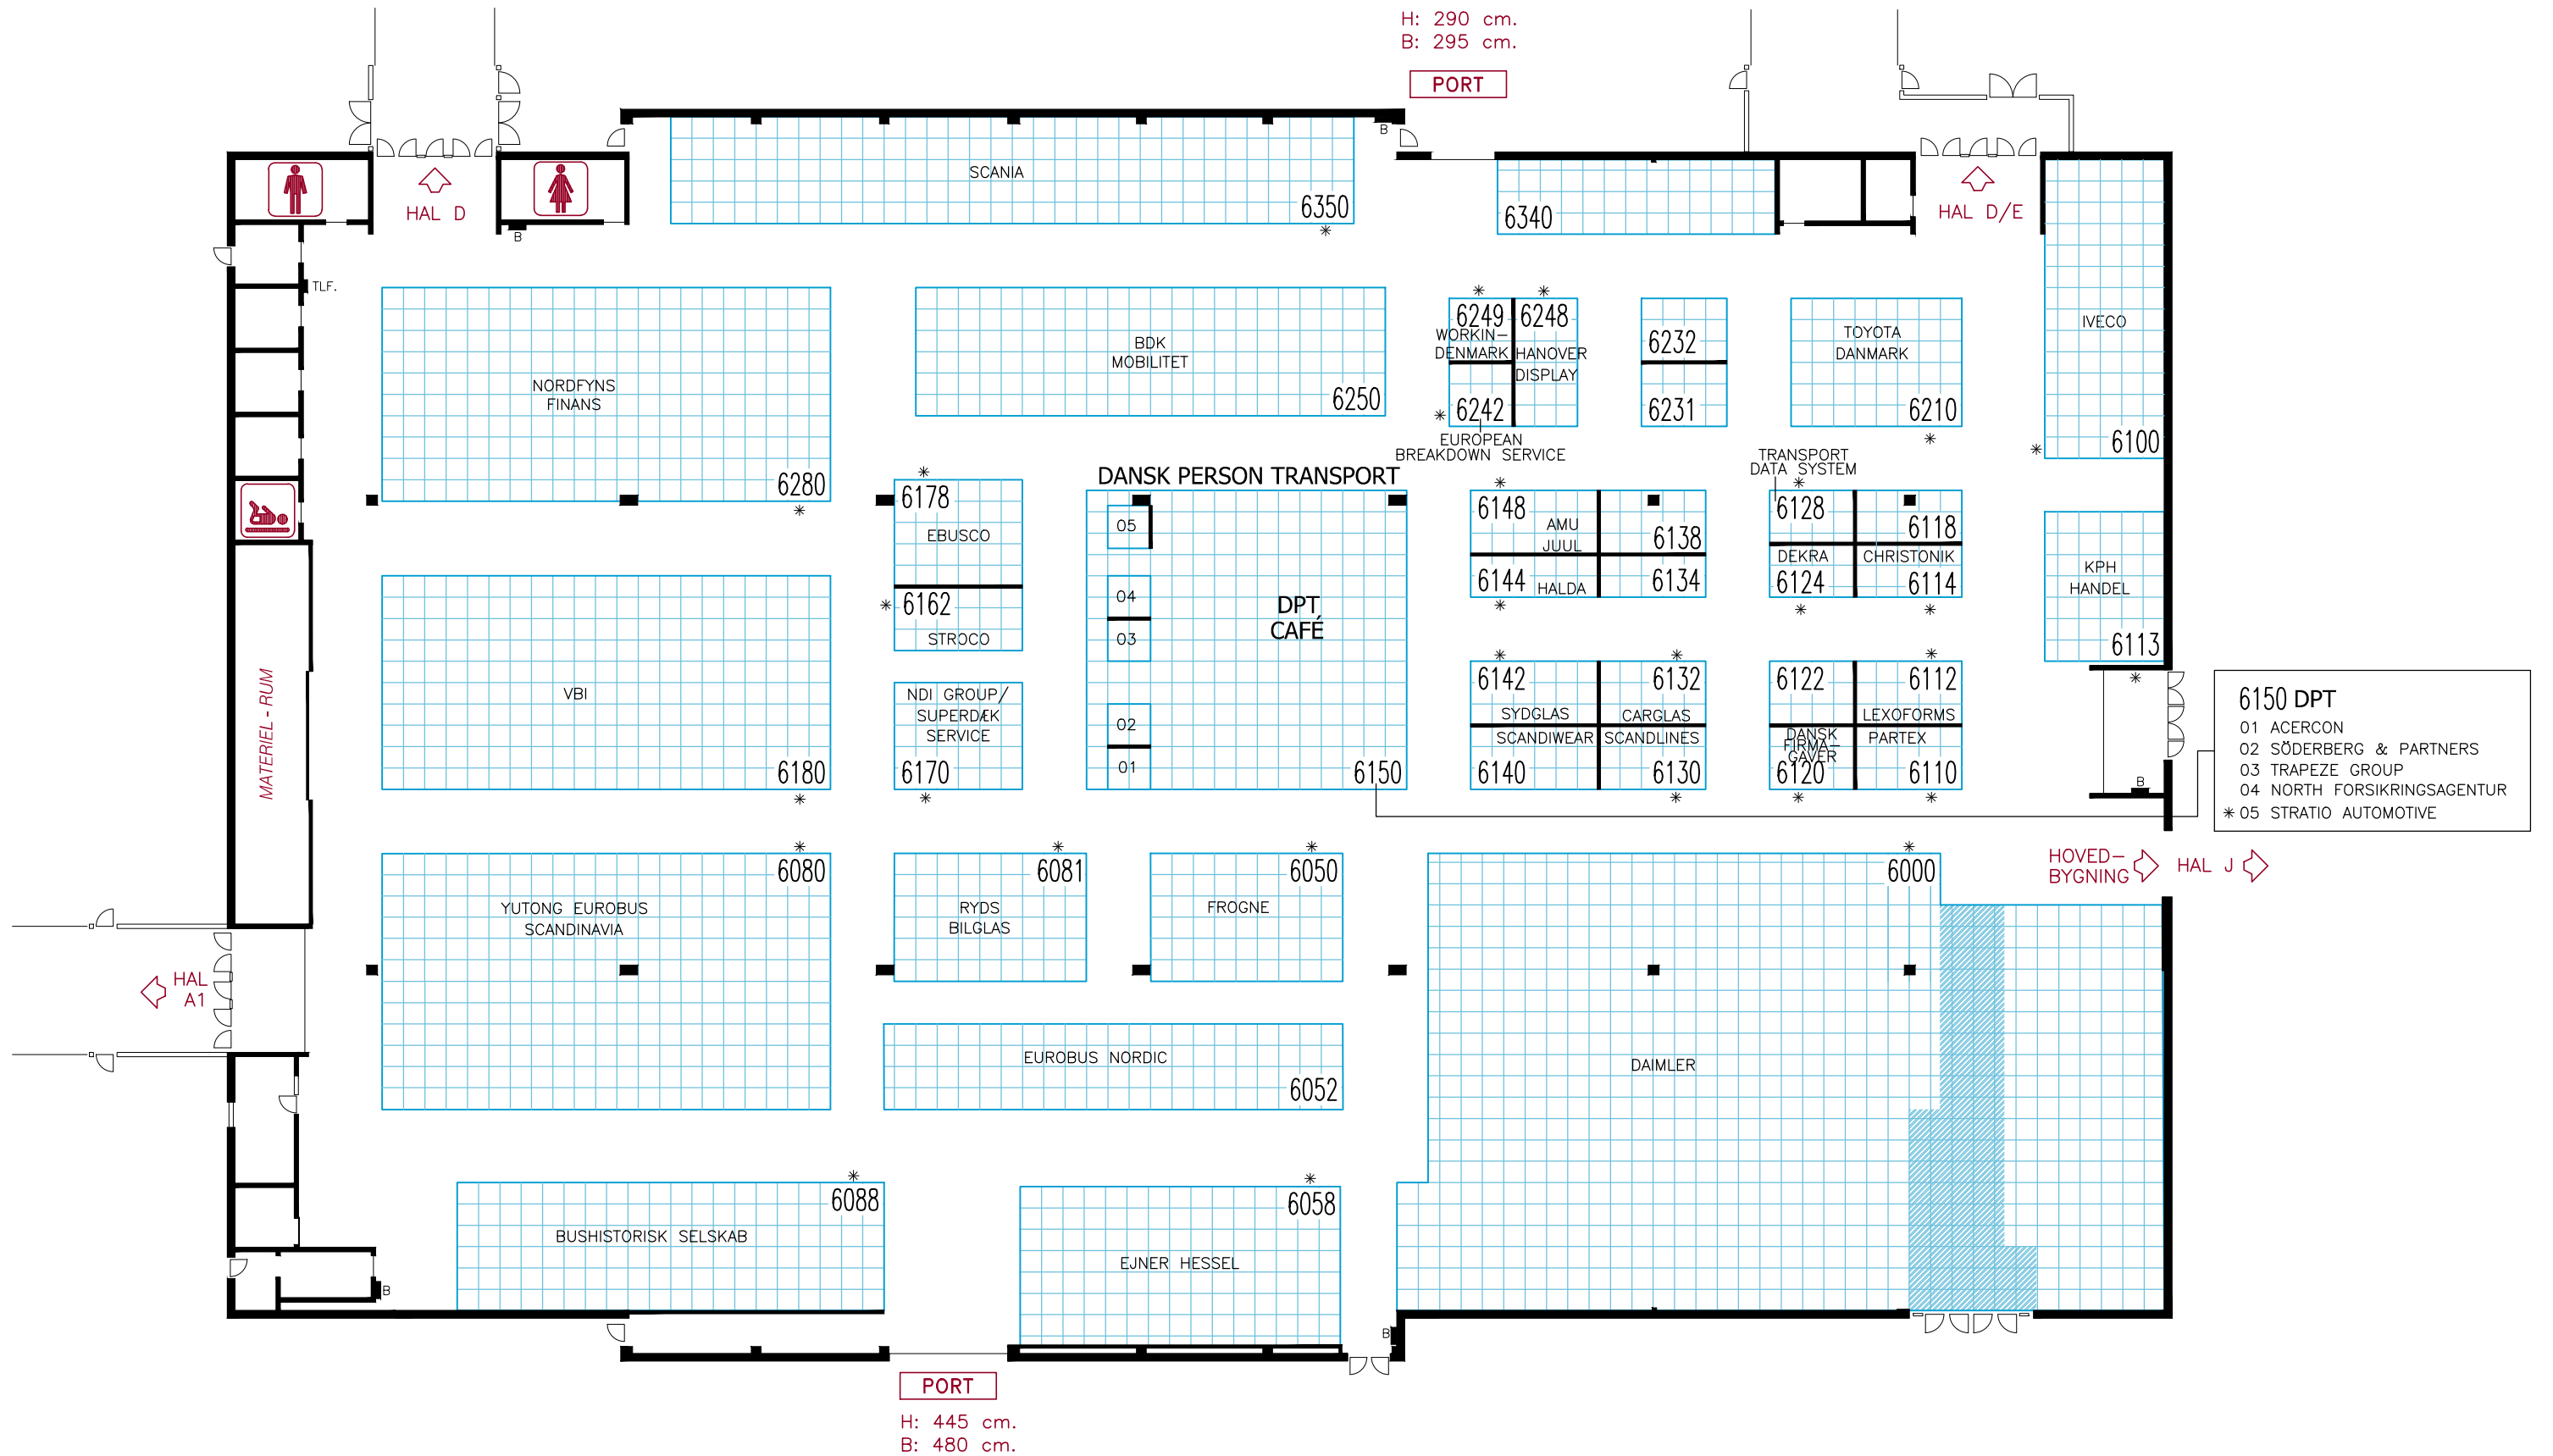 H: 290 cm.
B: 295 cm.
PORT
B
SCANIA
6350
*
HAL D
B
6340
HAL D/E
TLF.
NORDFYNS
FINANS
6280
*
BDK
MOBILITET
6250
*
6249
WORKIN-
DENMARK
*
6248
HANOVER
DISPLAY
* 6242
EUROPEAN
BREAKDOWN SERVICE
6232
6231
TOYOTA
DANMARK
6210
*
IVECO
6100
*
*
6178
EBUSCO
* 6162
STROCO
DANSK PERSON TRANSPORT
05
04
03
02
01
DPT
CAFÉ
6150
*
6148
AMU
JUUL
6138
6144
HALDA
*
6134
TRANSPORT
DATA SYSTEM
*
6128
6118
DEKRA
6124
*
CHRISTONIK
6114
*
KPH
HANDEL
6113
*
MATERIEL - RUM
VBI
6180
*
NDI GROUP/
SUPERDÆK
SERVICE
6170
*
*
6142
SYDGLAS
*
6132
CARGLAS
SCANDIWEAR
6140
SCANDLINES
6130
*
6122
*
6112
LEXOFORMS
DANSK
FIRMA-
GAVER
6120
*
PARTEX
6110
*
B
6150 DPT
01 ACERCON
02 SÖDERBERG & PARTNERS
03 TRAPEZE GROUP
04 NORTH FORSIKRINGSAGENTUR
* 05 STRATIO AUTOMOTIVE
*
6080
YUTONG EUROBUS
SCANDINAVIA
*
6081
RYDS
BILGLAS
*
6050
FROGNE
*
6000
DAIMLER
HOVED-
BYGNING
HAL J
HAL
A1
EUROBUS NORDIC
6052
*
6088
BUSHISTORISK SELSKAB
*
6058
EJNER HESSEL
B
B
PORT
H: 445 cm.
B: 480 cm.